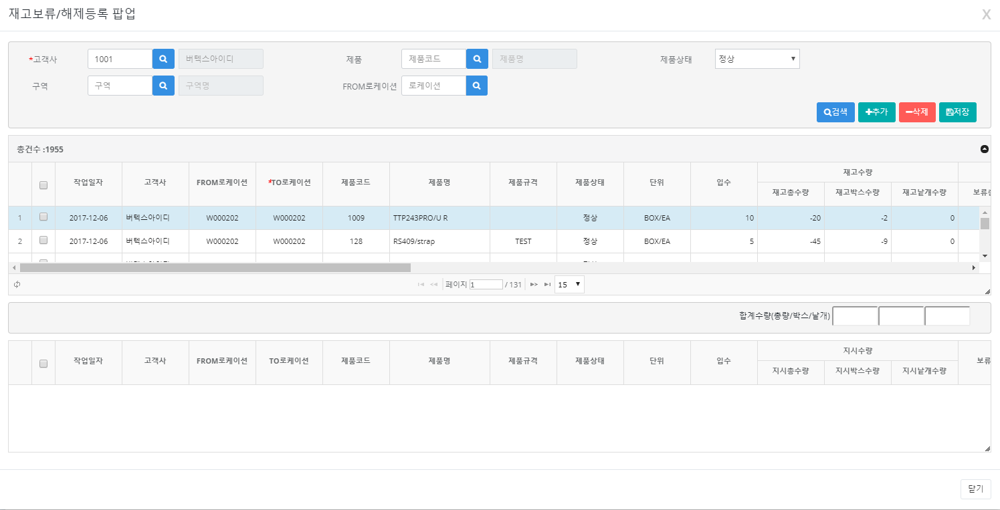 재고보류/해제등록 팝업 X
*고객사 1001 버텍스아이디 제품 제품코드 제품명 제품상태 정상
구역 구역 구역명 FROM로케이션 로케이션
검색 추가 삭제 저장
총건수 :1955
작업일자 고객사 FROM로케이션 *TO로케이션 제품코드 제품명 제품규격 제품상태 단위 입수 재고수량
재고총수량 재고박스수량 재고낱개수량
1 2017-12-06 버텍스아이디 W000202 W000202 1009 TTP243PRO/U R 정상 BOX/EA 10 -20 -2 0
2 2017-12-06 버텍스아이디 W000202 W000202 128 RS409/strap TEST 정상 BOX/EA 5 -45 -9 0
페이지 1 / 131 15
합계수량(총량/박스/낱개)
작업일자 고객사 FROM로케이션 TO로케이션 제품코드 제품명 제품규격 제품상태 단위 입수 지시수량 보류
지시총수량 지시박스수량 지시낱개수량
닫기